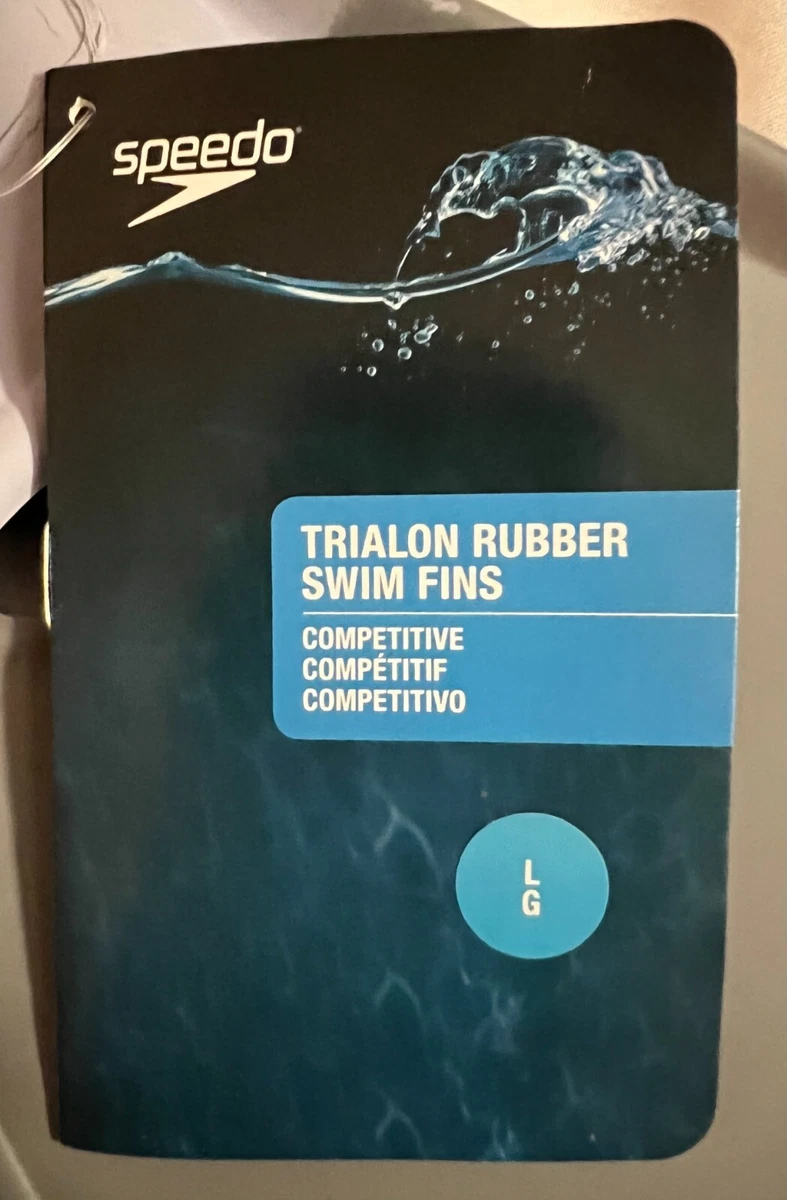 speedo
TRIALON RUBBER
SWIM FINS
COMPETITIVE
COMPÉTITIF
COMPETITIVO
L
G